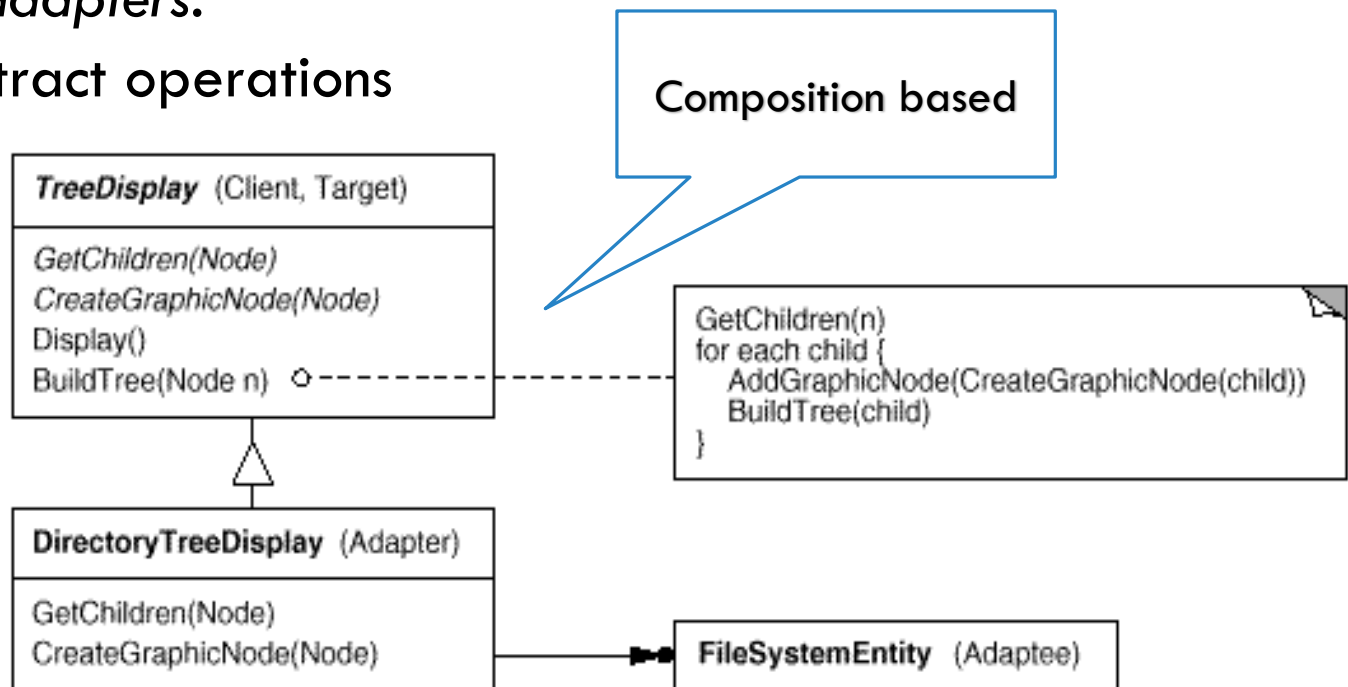 adapters.
tract operations
Composition based
TreeDisplay (Client, Target)
GetChildren(Node)
CreateGraphicNode(Node)
Display()
BuildTree(Node n)
GetChildren(n)
for each child {
AddGraphicNode(CreateGraphicNode(child))
BuildTree(child)
}
DirectoryTreeDisplay (Adapter)
GetChildren(Node)
CreateGraphicNode(Node)
FileSystemEntity (Adaptee)